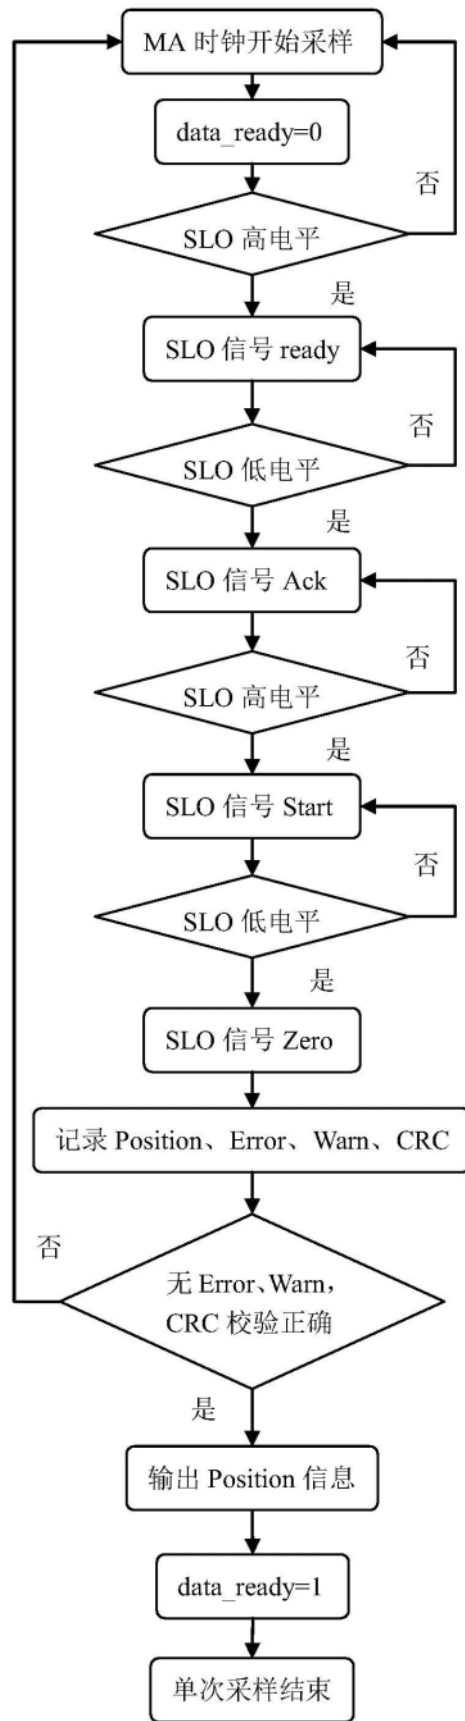 MA 时钟开始采样
data_ready=0
否
SLO 高电平
是
SLO 信号 ready
否
SLO 低电平
是
SLO 信号 Ack
否
SLO 高电平
是
SLO 信号 Start
否
SLO 低电平
是
SLO 信号 Zero
记录 Position、Error、Warn、CRC
否
无 Error、Warn，
CRC 校验正确
是
输出 Position 信息
data_ready=1
单次采样结束